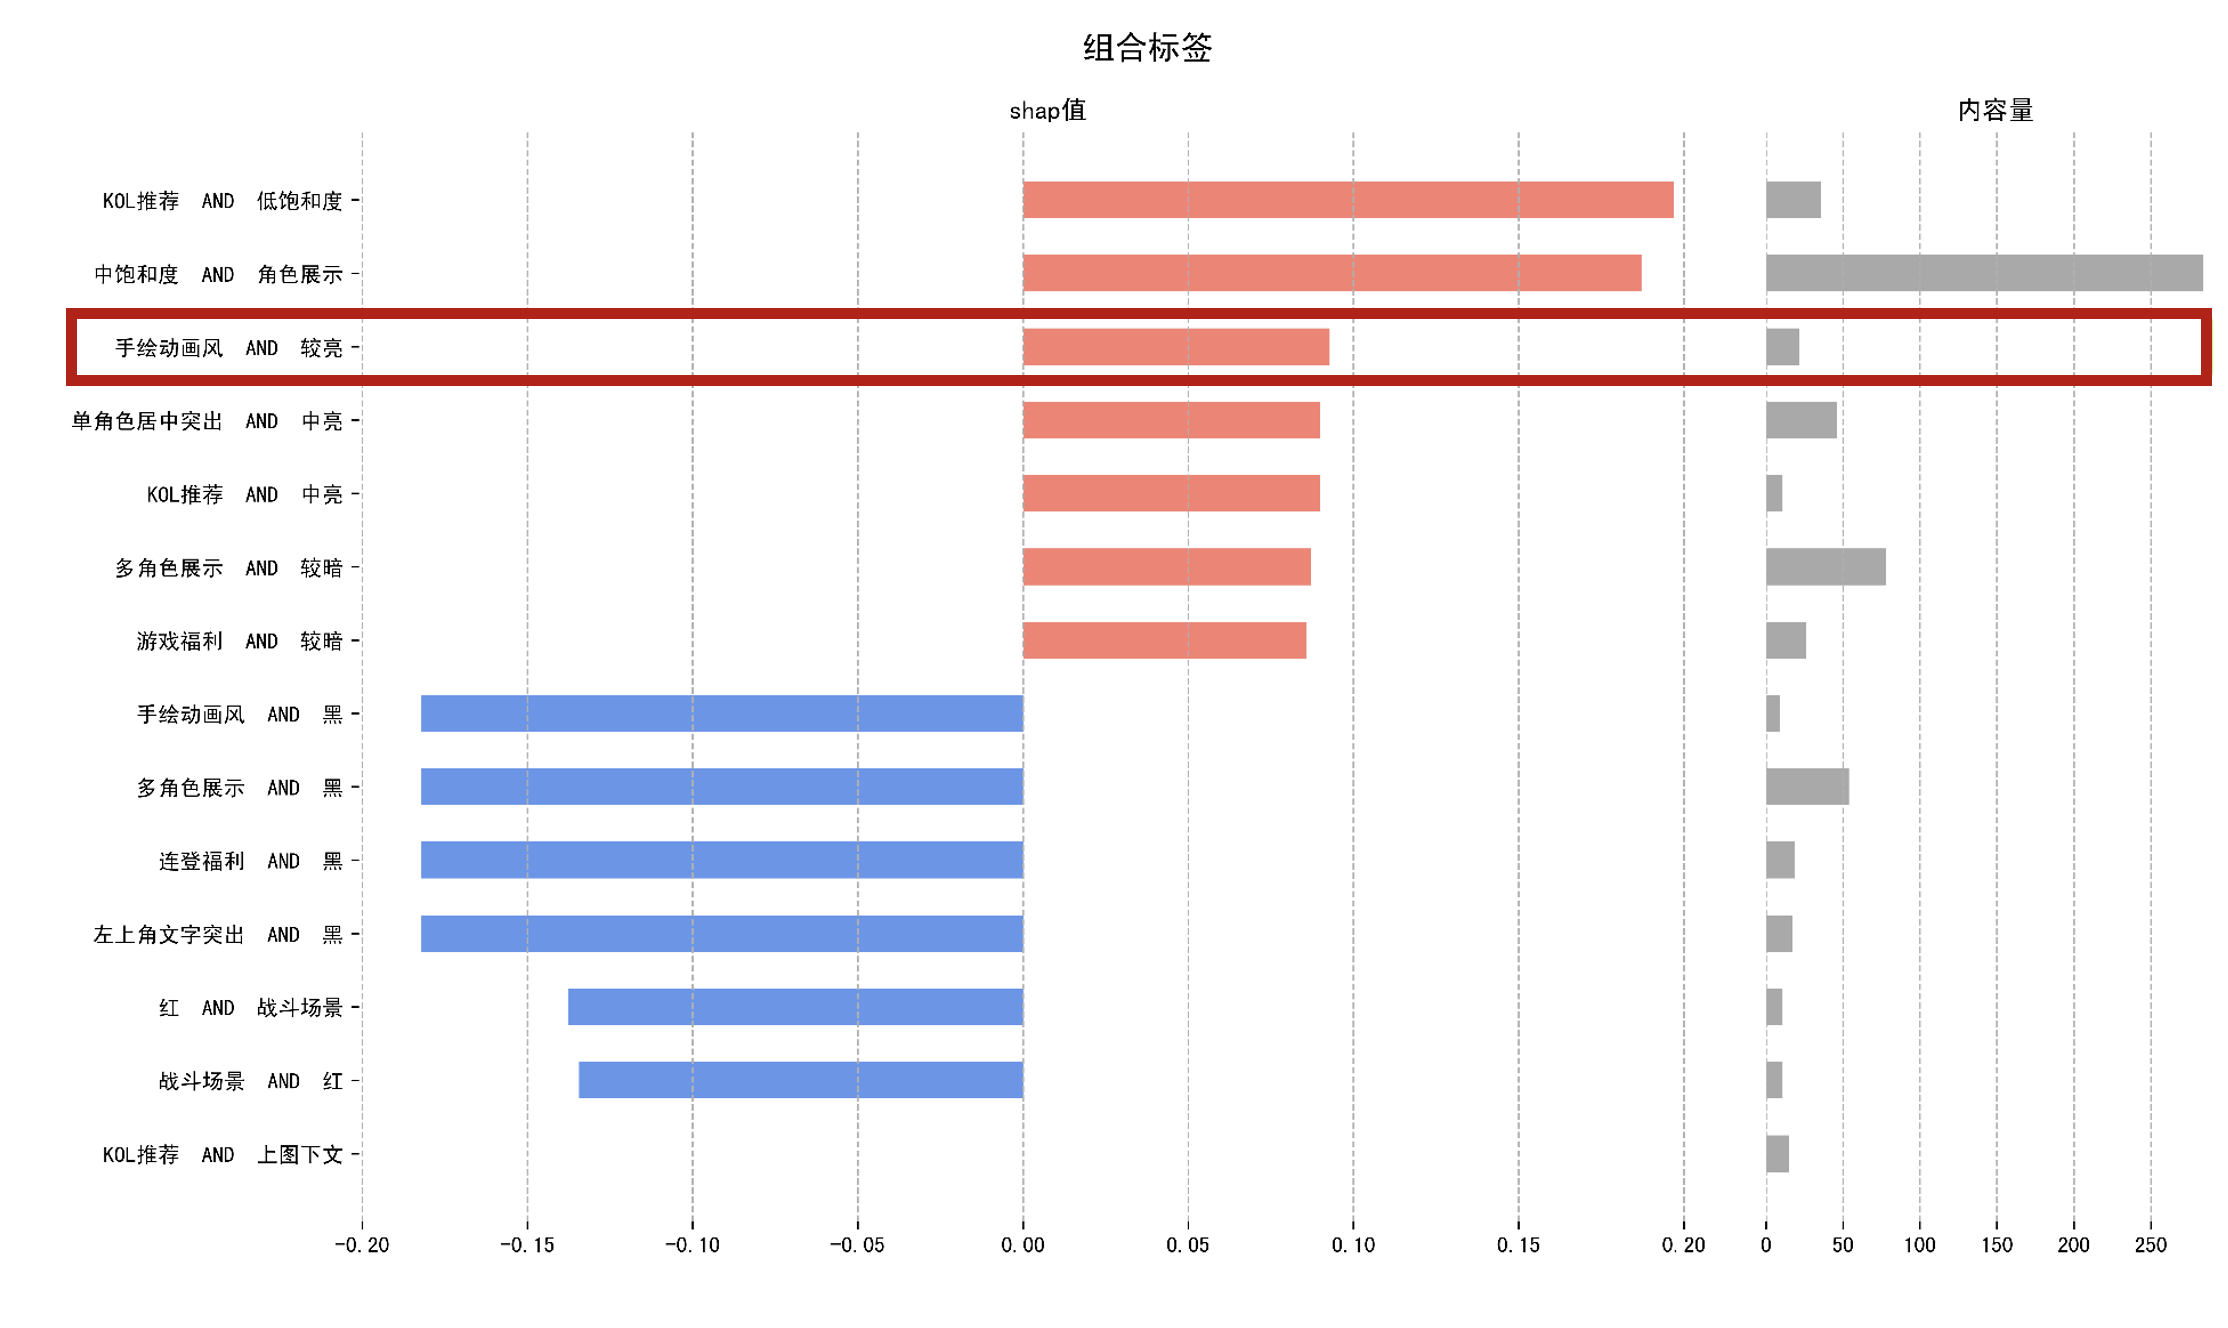 组合标签
shap值 内容量
KOL推荐 AND 低饱和度
中饱和度 AND 角色展示
手绘动画风 AND 较亮
单角色居中突出 AND 中亮
KOL推荐 AND 中亮
多角色展示 AND 较暗
游戏福利 AND 较暗
手绘动画风 AND 黑
多角色展示 AND 黑
连登福利 AND 黑
左上角文字突出 AND 黑
红 AND 战斗场景
战斗场景 AND 红
KOL推荐 AND 上图下文
-0.20 -0.15 -0.10 -0.05 0.00 0.05 0.10 0.15 0.20 0 50 100 150 200 250